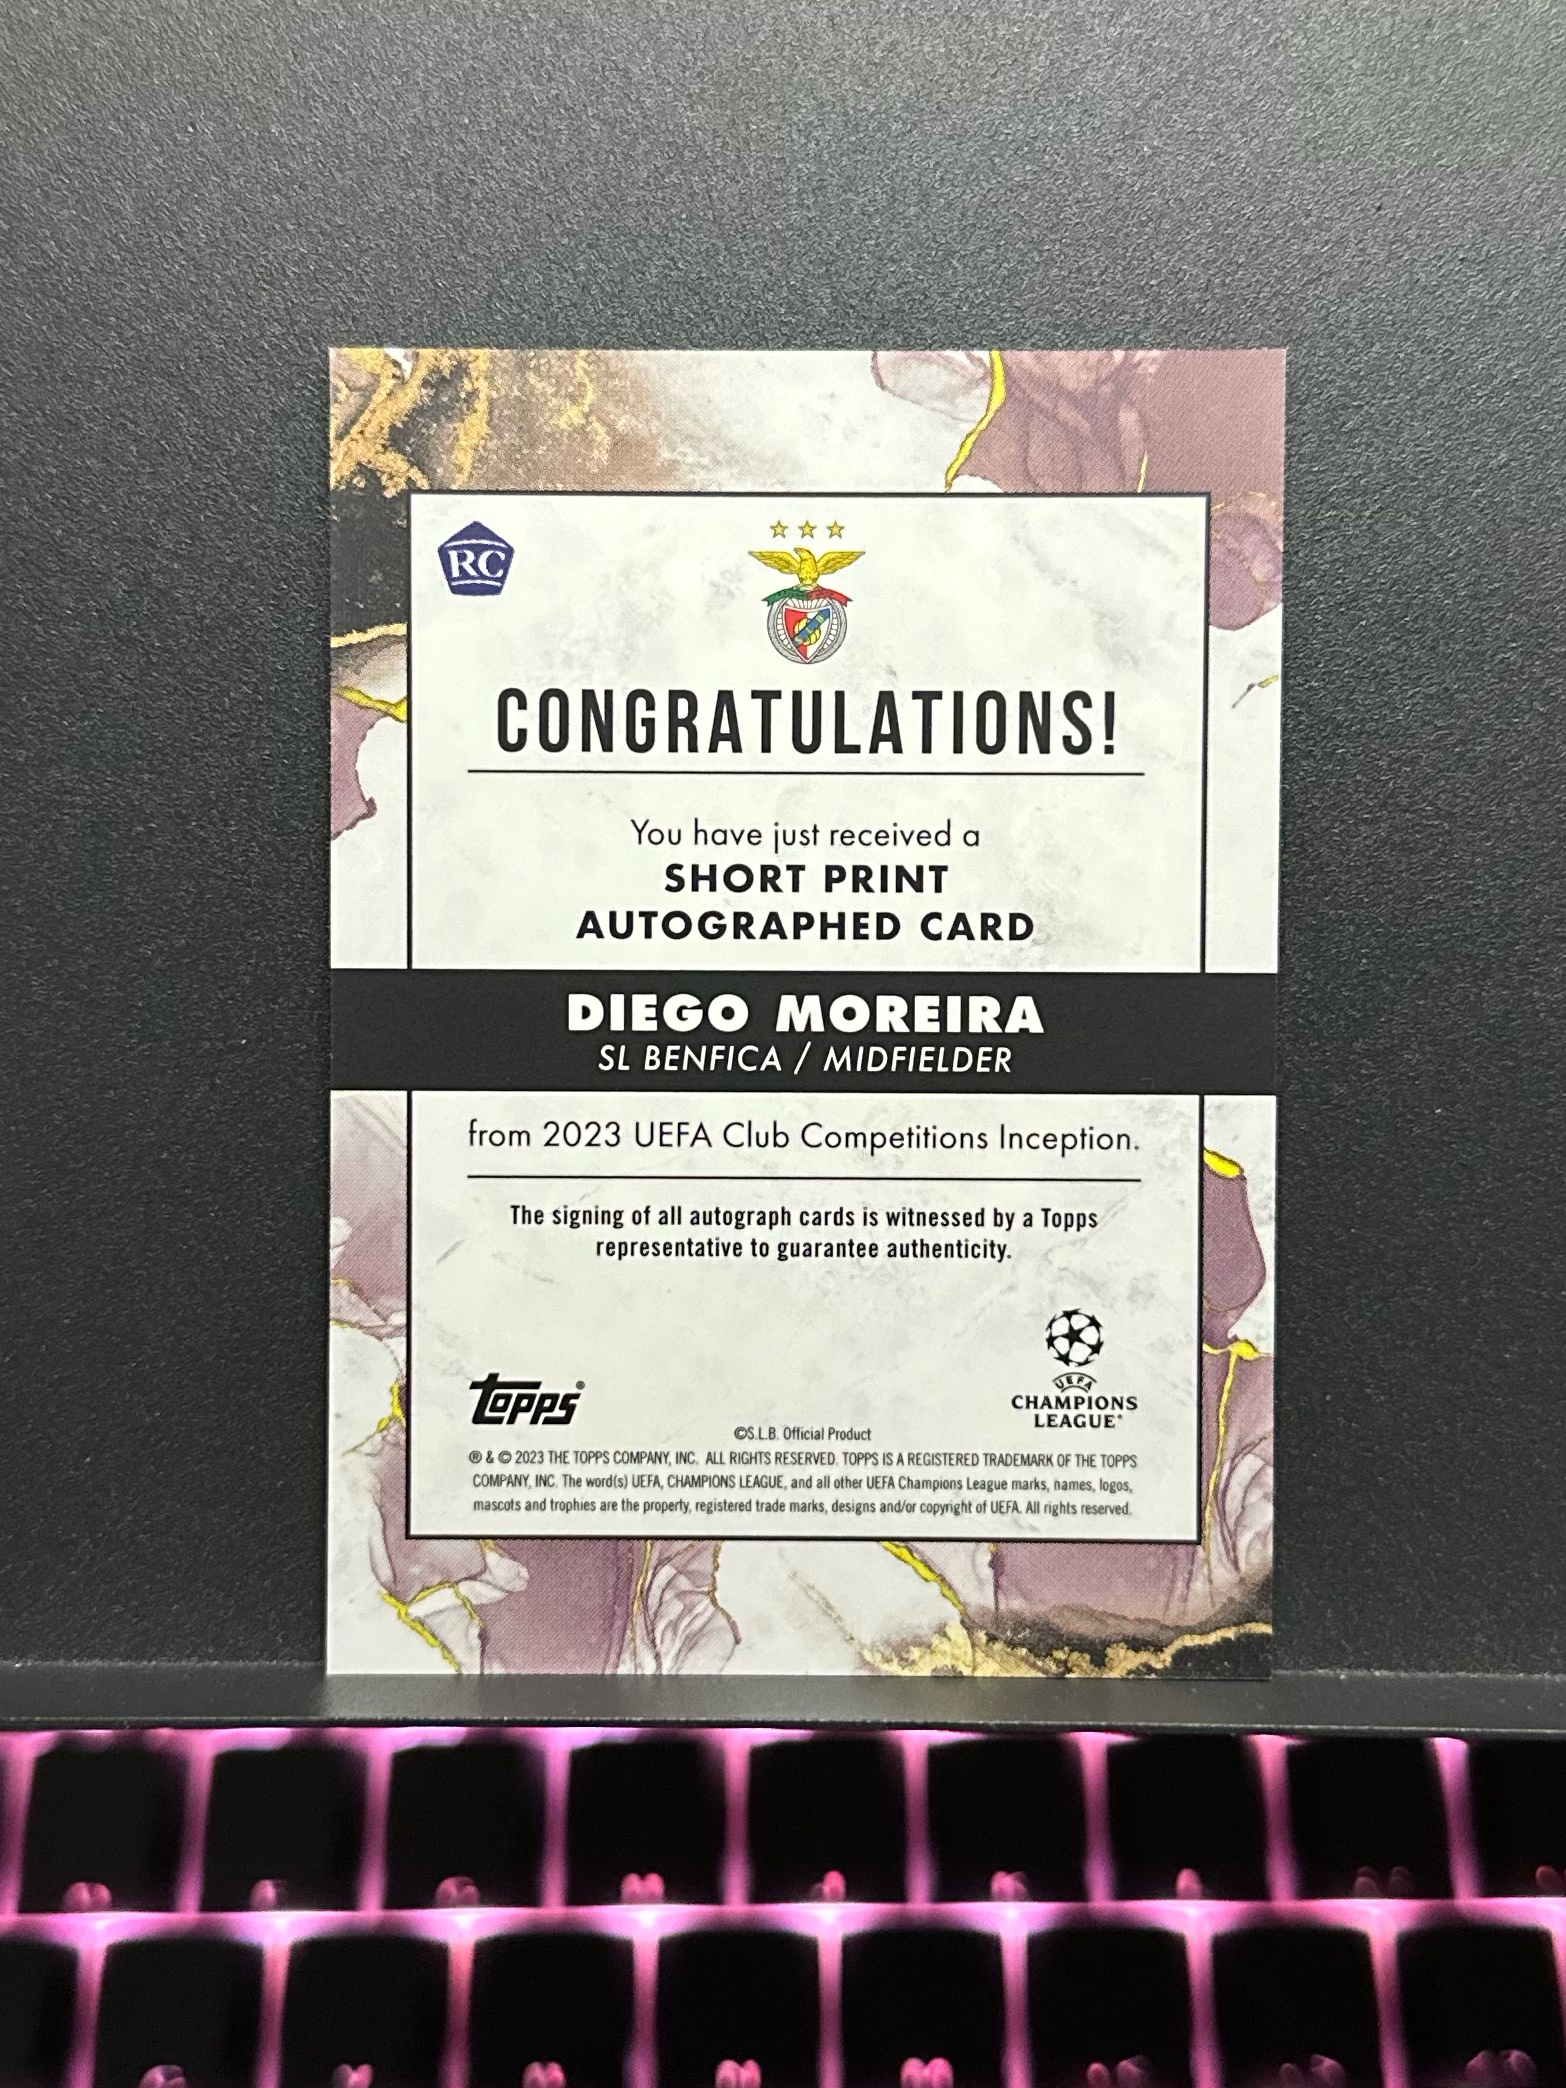 RC
CONGRATULATIONS!
You have just received a
SHORT PRINT
AUTOGRAPHED CARD
DIEGO MOREIRA
SL BENFICA / MIDFIELDER
from 2023 UEFA Club Competitions Inception.
The signing of all autograph cards is witnessed by a Topps
representative to guarantee authenticity.
topps®
UEFA
CHAMPIONS
LEAGUE®
©S.L.B. Official Product
® & © 2023 THE TOPPS COMPANY, INC. ALL RIGHTS RESERVED. TOPPS IS A REGISTERED TRADEMARK OF THE TOPPS
COMPANY, INC. The word(s) UEFA, CHAMPIONS LEAGUE, and all other UEFA Champions League marks, names, logos,
mascots and trophies are the property, registered trade marks, designs and/or copyright of UEFA. All rights reserved.